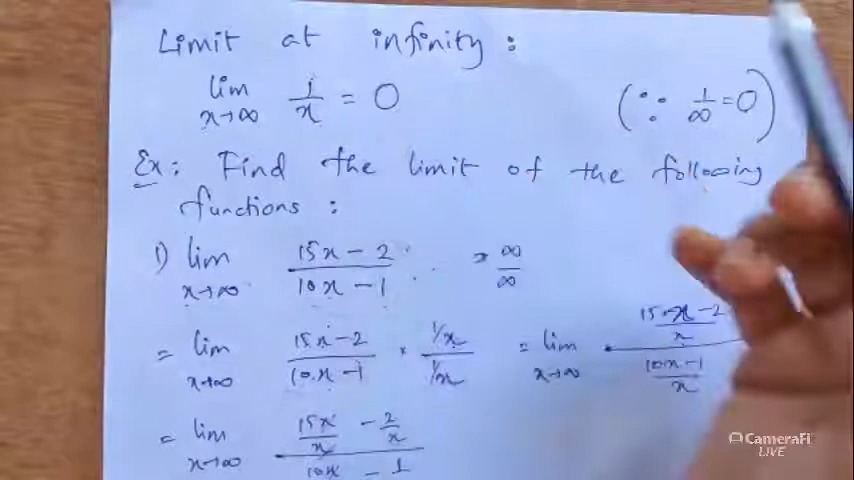 Limit at infinity :
lim x→∞ 1/x = 0 (∵ 1/∞ = 0)
Ex: Find the limit of the following
functions :
1) lim x→∞ (15x - 2)/(10x - 1) = ∞/∞
= lim x→∞ (15x - 2)/(10x - 1) × (1/x)/(1/x) = lim x→∞ ((15x - 2)/x)/((10x - 1)/x)
= lim x→∞ (15x/x - 2/x)/(10x - 1
CameraFi
LIVE